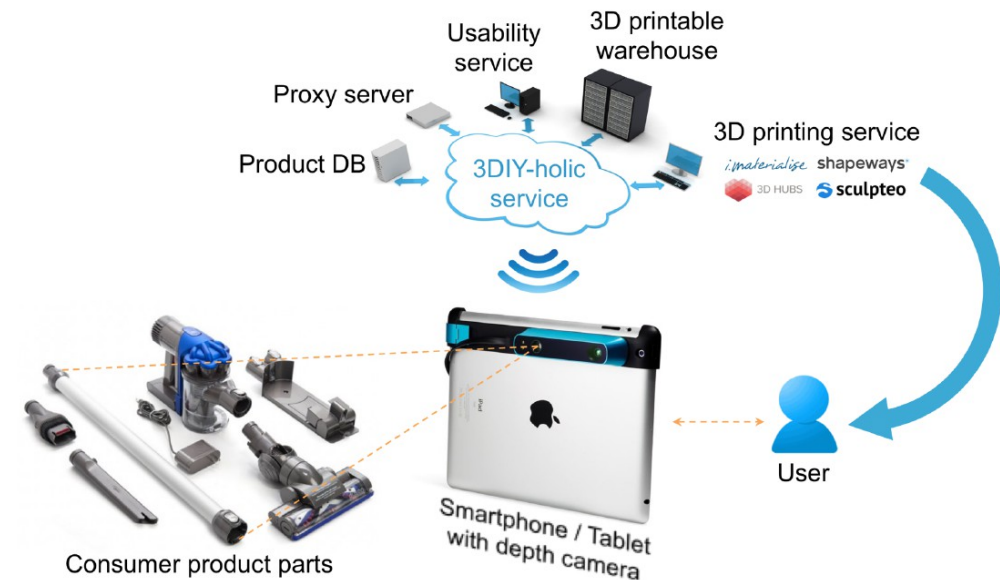 Usability
service
3D printable
warehouse
Proxy server
Product DB
3DIY-holic
service
3D printing service
i.materialise shapeways
3D HUBS sculpteo
iPad
User
Smartphone / Tablet
with depth camera
Consumer product parts